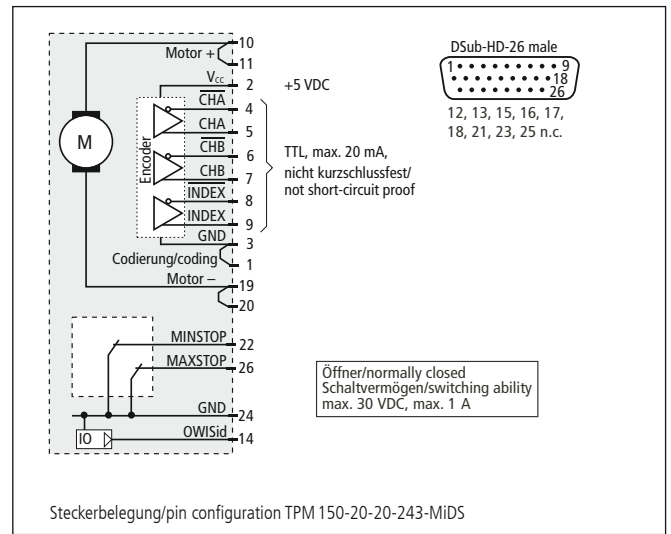 Motor +
10
11
Vcc
2
+5 VDC
CHA
4
CHA
5
CHB
6
CHB
7
INDEX
8
INDEX
9
GND
3
Codierung/coding
1
Motor –
19
20
M
Encoder
TTL, max. 20 mA,
nicht kurzschlussfest/
not short-circuit proof
DSub-HD-26 male
1 9
18
26
12, 13, 15, 16, 17,
18, 21, 23, 25 n.c.
MINSTOP
22
MAXSTOP
26
GND
24
IO
OWISid
14
Öffner/normally closed
Schaltvermögen/switching ability
max. 30 VDC, max. 1 A
Steckerbelegung/pin configuration TPM 150-20-20-243-MiDS